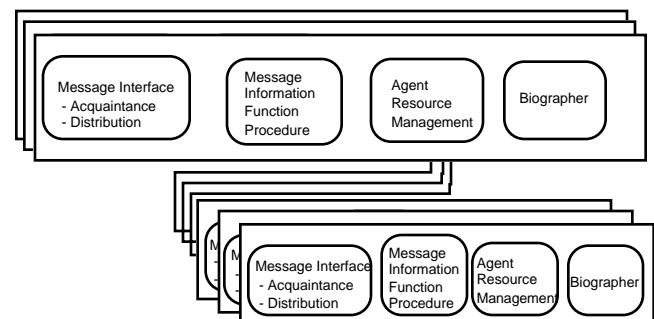 Message Interface
- Acquaintance
- Distribution
Message
Information
Function
Procedure
Agent
Resource
Management
Biographer
M
-
-
M
-
-
Message Interface
- Acquaintance
- Distribution
Message
Information
Function
Procedure
Agent
Resource
Management
Biographer